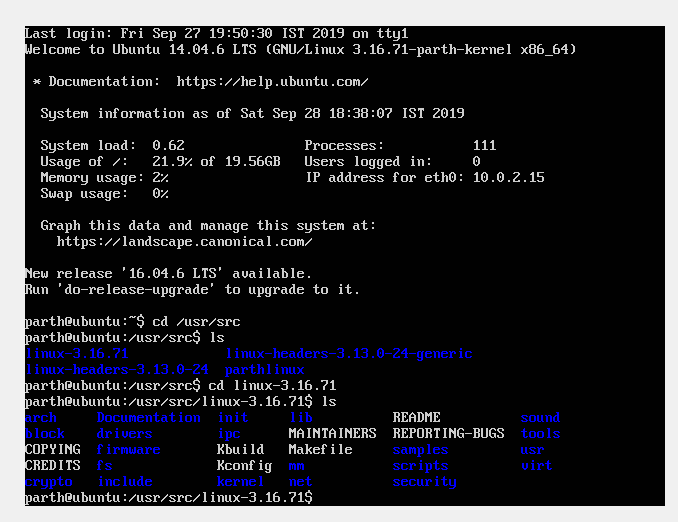 Last login: Fri Sep 27 19:50:30 IST 2019 on tty1
Welcome to Ubuntu 14.04.6 LTS (GNU/Linux 3.16.71-parth-kernel x86_64)
* Documentation:  https://help.ubuntu.com/
System information as of Sat Sep 28 18:38:07 IST 2019
System load:  0.62               Processes:           111
Usage of /:   21.9% of 19.56GB   Users logged in:     0
Memory usage: 2%                 IP address for eth0: 10.0.2.15
Swap usage:   0%
Graph this data and manage this system at:
https://landscape.canonical.com/
New release '16.04.6 LTS' available.
Run 'do-release-upgrade' to upgrade to it.
parth@ubuntu:~$ cd /usr/src
parth@ubuntu:/usr/src$ ls
linux-3.16.71            linux-headers-3.13.0-24-generic
linux-headers-3.13.0-24  parthlinux
parth@ubuntu:/usr/src$ cd linux-3.16.71
parth@ubuntu:/usr/src/linux-3.16.71$ ls
arch     Documentation  init     lib          README          sound
block    drivers        ipc      MAINTAINERS  REPORTING-BUGS  tools
COPYING  firmware       Kbuild   Makefile     samples         usr
CREDITS  fs             Kconfig  mm           scripts         virt
crypto   include        kernel   net          security
parth@ubuntu:/usr/src/linux-3.16.71$